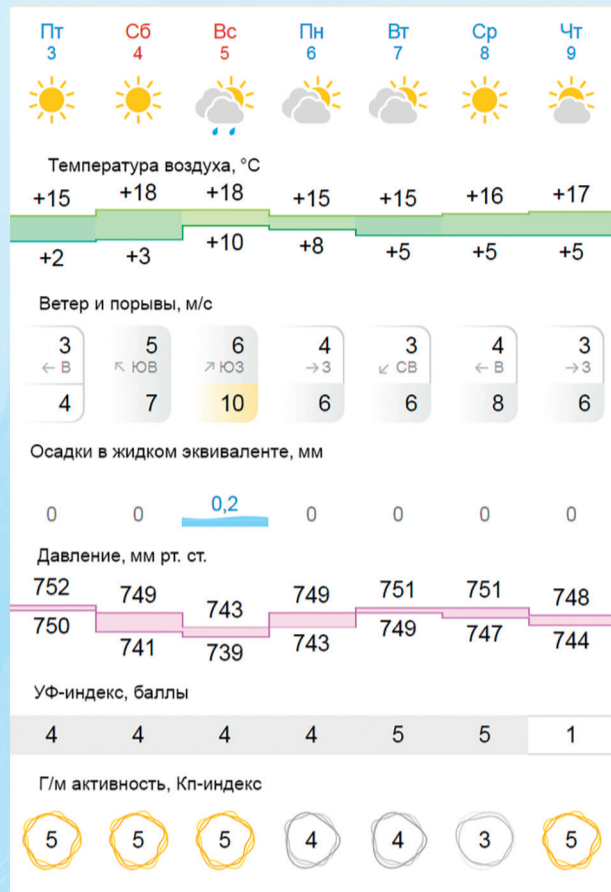 Пт Сб Вс Пн Вт Ср Чт
3 4 5 6 7 8 9
Температура воздуха, °C
+15 +18 +18 +15 +15 +16 +17
+2 +3 +10 +8 +5 +5 +5
Ветер и порывы, м/с
3 5 6 4 3 4 3
← В ↖ ЮВ ↗ ЮЗ → З ↙ СВ ← В → З
4 7 10 6 6 8 6
Осадки в жидком эквиваленте, мм
0 0 0,2 0 0 0 0
Давление, мм рт. ст.
752 749 743 749 751 751 748
750 741 739 743 749 747 744
УФ-индекс, баллы
4 4 4 4 5 5 1
Г/м активность, Кп-индекс
5 5 5 4 4 3 5